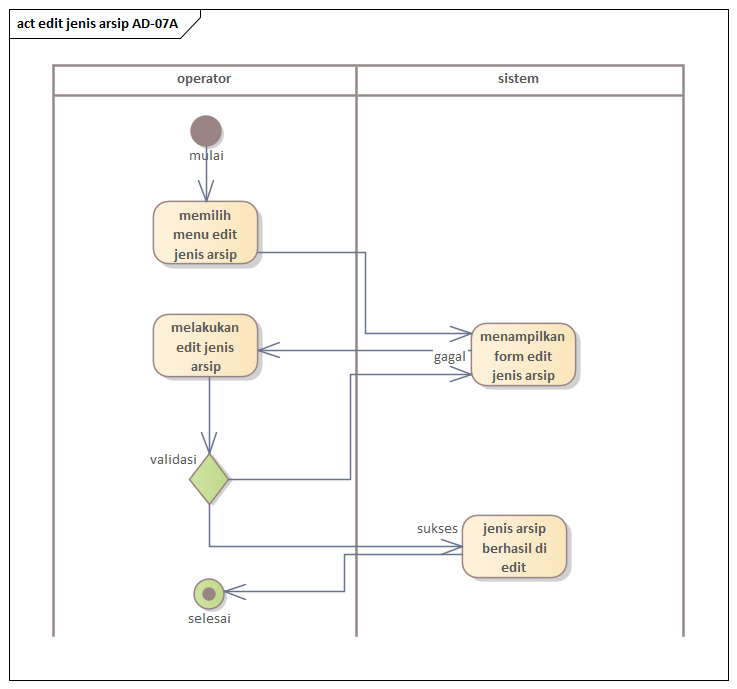 act edit jenis arsip AD-07A
operator
sistem
mulai
memilih
menu edit
jenis arsip
melakukan
edit jenis
arsip
menampilkan
form edit
jenis arsip
gagal
validasi
sukses
jenis arsip
berhasil di
edit
selesai